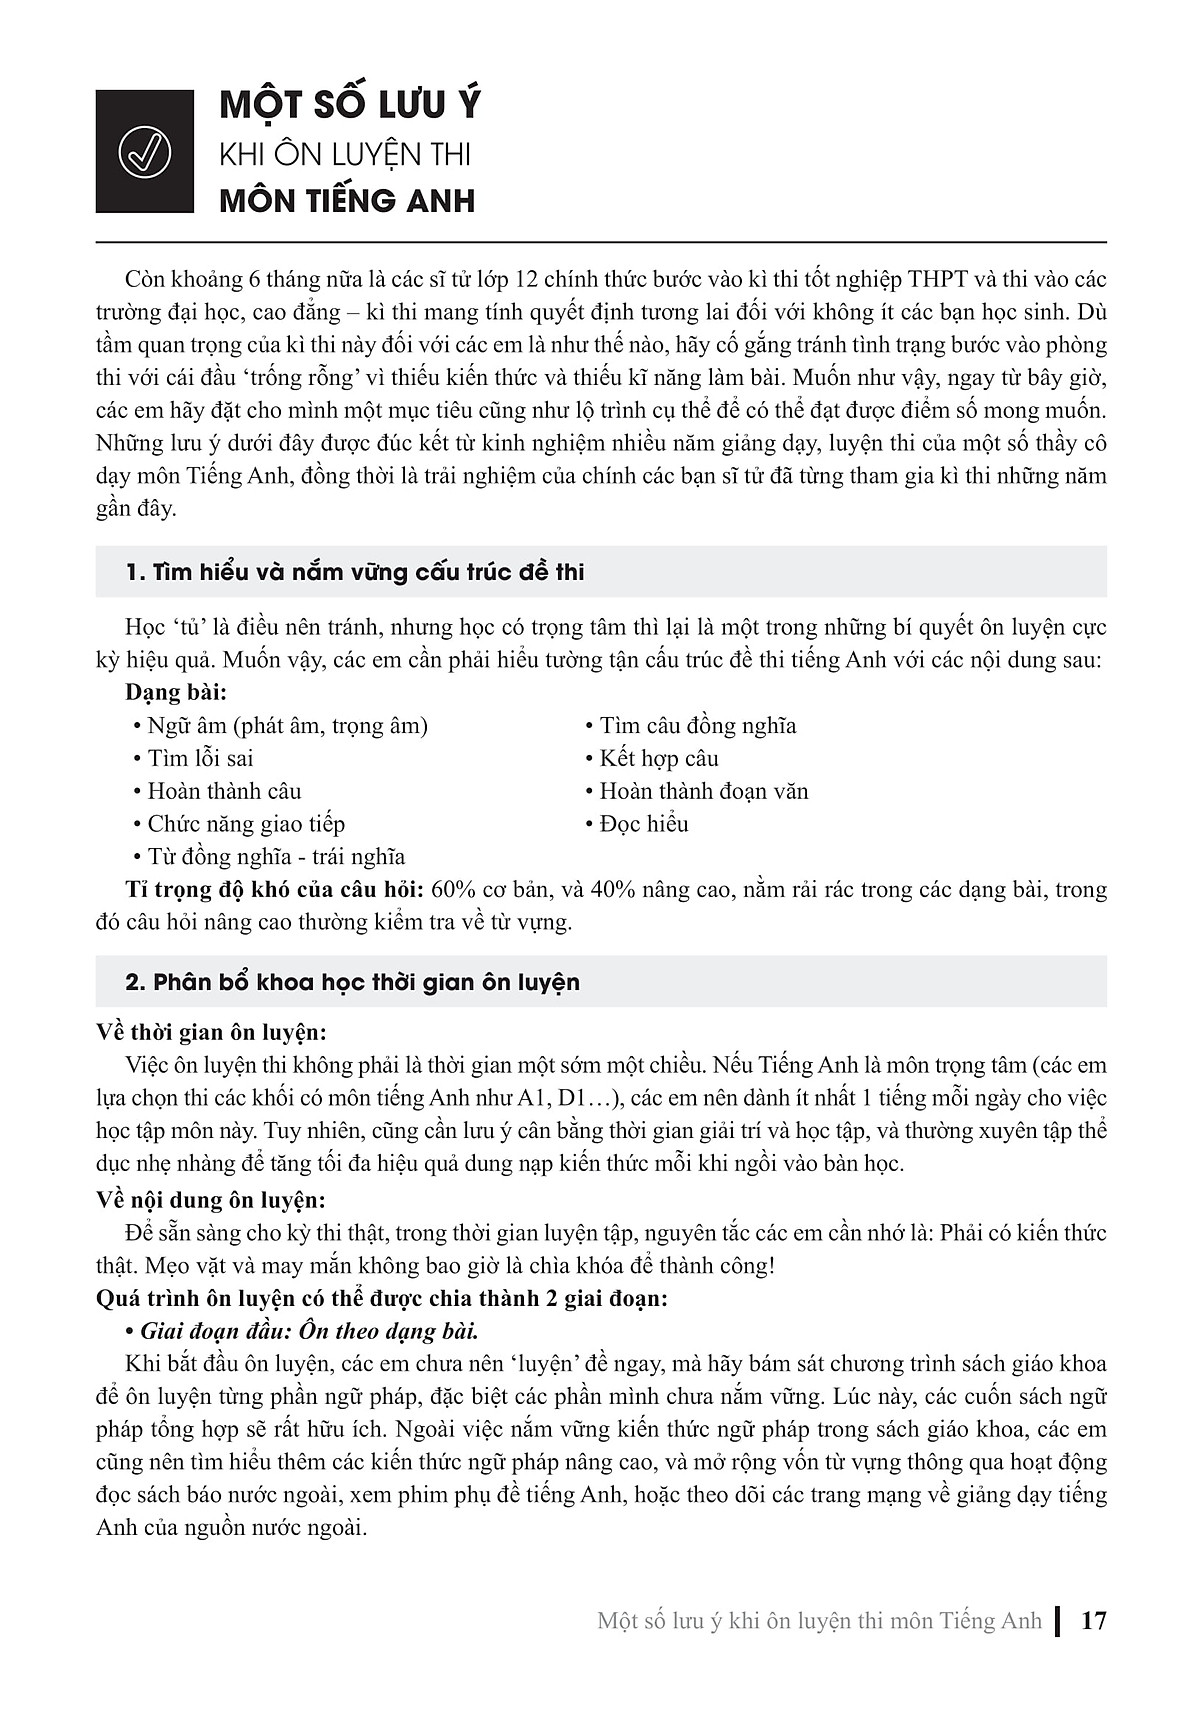 MỘT SỐ LƯU Ý
KHI ÔN LUYỆN THI
MÔN TIẾNG ANH
Còn khoảng 6 tháng nữa là các sĩ tử lớp 12 chính thức bước vào kì thi tốt nghiệp THPT và thi vào các
trường đại học, cao đẳng – kì thi mang tính quyết định tương lai đối với không ít các bạn học sinh. Dù
tầm quan trọng của kì thi này đối với các em là như thế nào, hãy cố gắng tránh tình trạng bước vào phòng
thi với cái đầu ‘trống rỗng’ vì thiếu kiến thức và thiếu kĩ năng làm bài. Muốn như vậy, ngay từ bây giờ,
các em hãy đặt cho mình một mục tiêu cũng như lộ trình cụ thể để có thể đạt được điểm số mong muốn.
Những lưu ý dưới đây được đúc kết từ kinh nghiệm nhiều năm giảng dạy, luyện thi của một số thầy cô
dạy môn Tiếng Anh, đồng thời là trải nghiệm của chính các bạn sĩ tử đã từng tham gia kì thi những năm
gần đây.
1. Tìm hiểu và nắm vững cấu trúc đề thi
Học ‘tủ’ là điều nên tránh, nhưng học có trọng tâm thì lại là một trong những bí quyết ôn luyện cực
kỳ hiệu quả. Muốn vậy, các em cần phải hiểu tường tận cấu trúc đề thi tiếng Anh với các nội dung sau:
Dạng bài:
• Ngữ âm (phát âm, trọng âm)
• Tìm lỗi sai
• Hoàn thành câu
• Chức năng giao tiếp
• Từ đồng nghĩa - trái nghĩa
• Tìm câu đồng nghĩa
• Kết hợp câu
• Hoàn thành đoạn văn
• Đọc hiểu
Tỉ trọng độ khó của câu hỏi: 60% cơ bản, và 40% nâng cao, nằm rải rác trong các dạng bài, trong
đó câu hỏi nâng cao thường kiểm tra về từ vựng.
2. Phân bổ khoa học thời gian ôn luyện
Về thời gian ôn luyện:
Việc ôn luyện thi không phải là thời gian một sớm một chiều. Nếu Tiếng Anh là môn trọng tâm (các em
lựa chọn thi các khối có môn tiếng Anh như A1, D1…), các em nên dành ít nhất 1 tiếng mỗi ngày cho việc
học tập môn này. Tuy nhiên, cũng cần lưu ý cân bằng thời gian giải trí và học tập, và thường xuyên tập thể
dục nhẹ nhàng để tăng tối đa hiệu quả dung nạp kiến thức mỗi khi ngồi vào bàn học.
Về nội dung ôn luyện:
Để sẵn sàng cho kỳ thi thật, trong thời gian luyện tập, nguyên tắc các em cần nhớ là: Phải có kiến thức
thật. Mẹo vặt và may mắn không bao giờ là chìa khóa để thành công!
Quá trình ôn luyện có thể được chia thành 2 giai đoạn:
• Giai đoạn đầu: Ôn theo dạng bài.
Khi bắt đầu ôn luyện, các em chưa nên ‘luyện’ đề ngay, mà hãy bám sát chương trình sách giáo khoa
để ôn luyện từng phần ngữ pháp, đặc biệt các phần mình chưa nắm vững. Lúc này, các cuốn sách ngữ
pháp tổng hợp sẽ rất hữu ích. Ngoài việc nắm vững kiến thức ngữ pháp trong sách giáo khoa, các em
cũng nên tìm hiểu thêm các kiến thức ngữ pháp nâng cao, và mở rộng vốn từ vựng thông qua hoạt động
đọc sách báo nước ngoài, xem phim phụ đề tiếng Anh, hoặc theo dõi các trang mạng về giảng dạy tiếng
Anh của nguồn nước ngoài.
Một số lưu ý khi ôn luyện thi môn Tiếng Anh 17